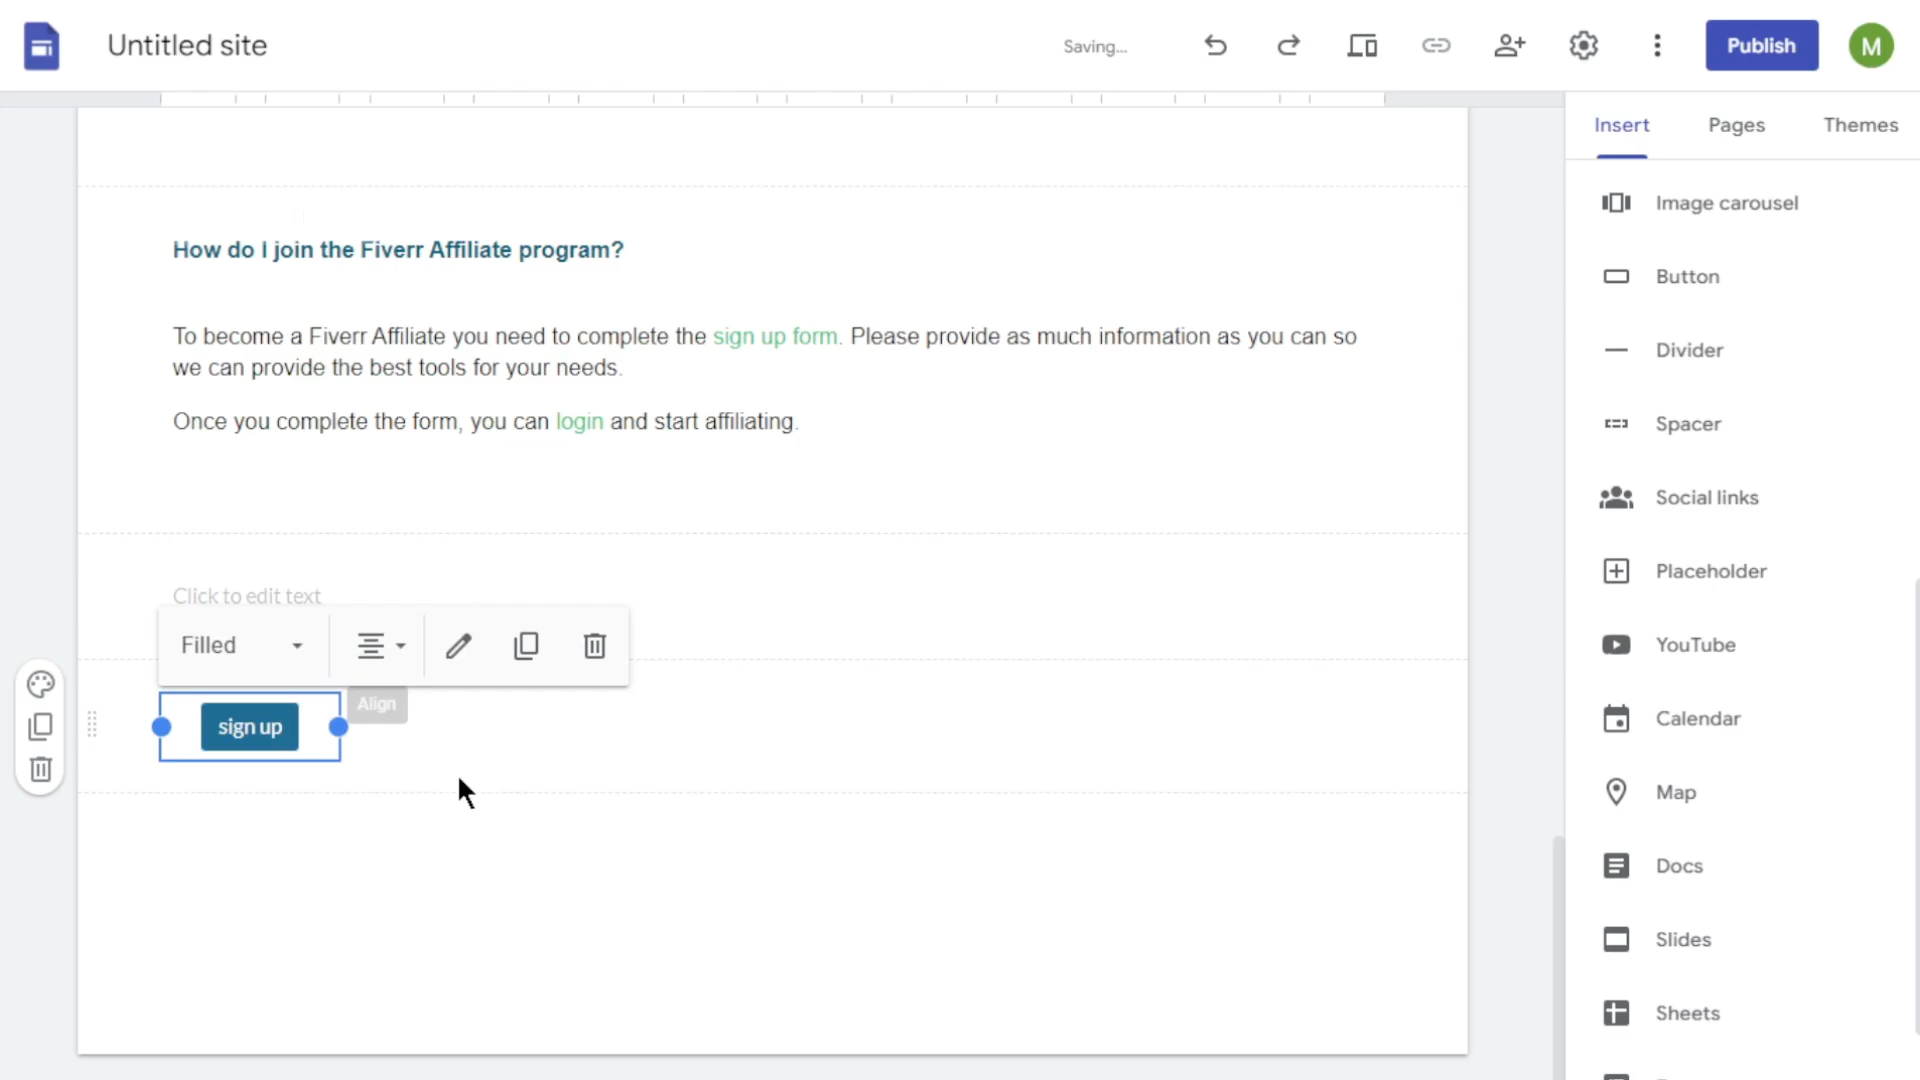 Untitled site
Saving...
Publish
M
Insert
Pages
Themes
Image carousel
Button
Divider
Spacer
Social links
Placeholder
YouTube
Calendar
Map
Docs
Slides
Sheets
How do I join the Fiverr Affiliate program?
To become a Fiverr Affiliate you need to complete the sign up form. Please provide as much information as you can so
we can provide the best tools for your needs.
Once you complete the form, you can login and start affiliating.
Click to edit text
Filled
Align
sign up